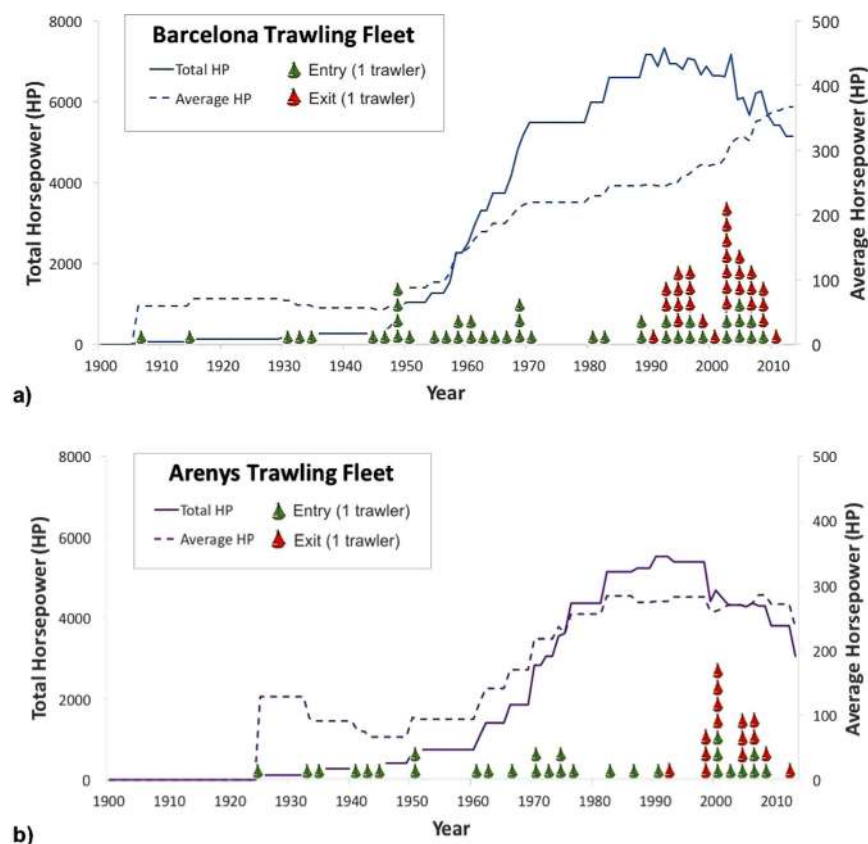 Barcelona Trawling Fleet
Total HP
Entry (1 trawler)
Average HP
Exit (1 trawler)
Total Horsepower (HP)
8000
6000
4000
2000
0
Average Horsepower (HP)
500
400
300
200
100
0
1900 1910 1920 1930 1940 1950 1960 1970 1980 1990 2000 2010
Year
a)
Arenys Trawling Fleet
Total HP
Entry (1 trawler)
Average HP
Exit (1 trawler)
Total Horsepower (HP)
8000
6000
4000
2000
0
Average Horsepower (HP)
500
400
300
200
100
0
1900 1910 1920 1930 1940 1950 1960 1970 1980 1990 2000 2010
Year
b)